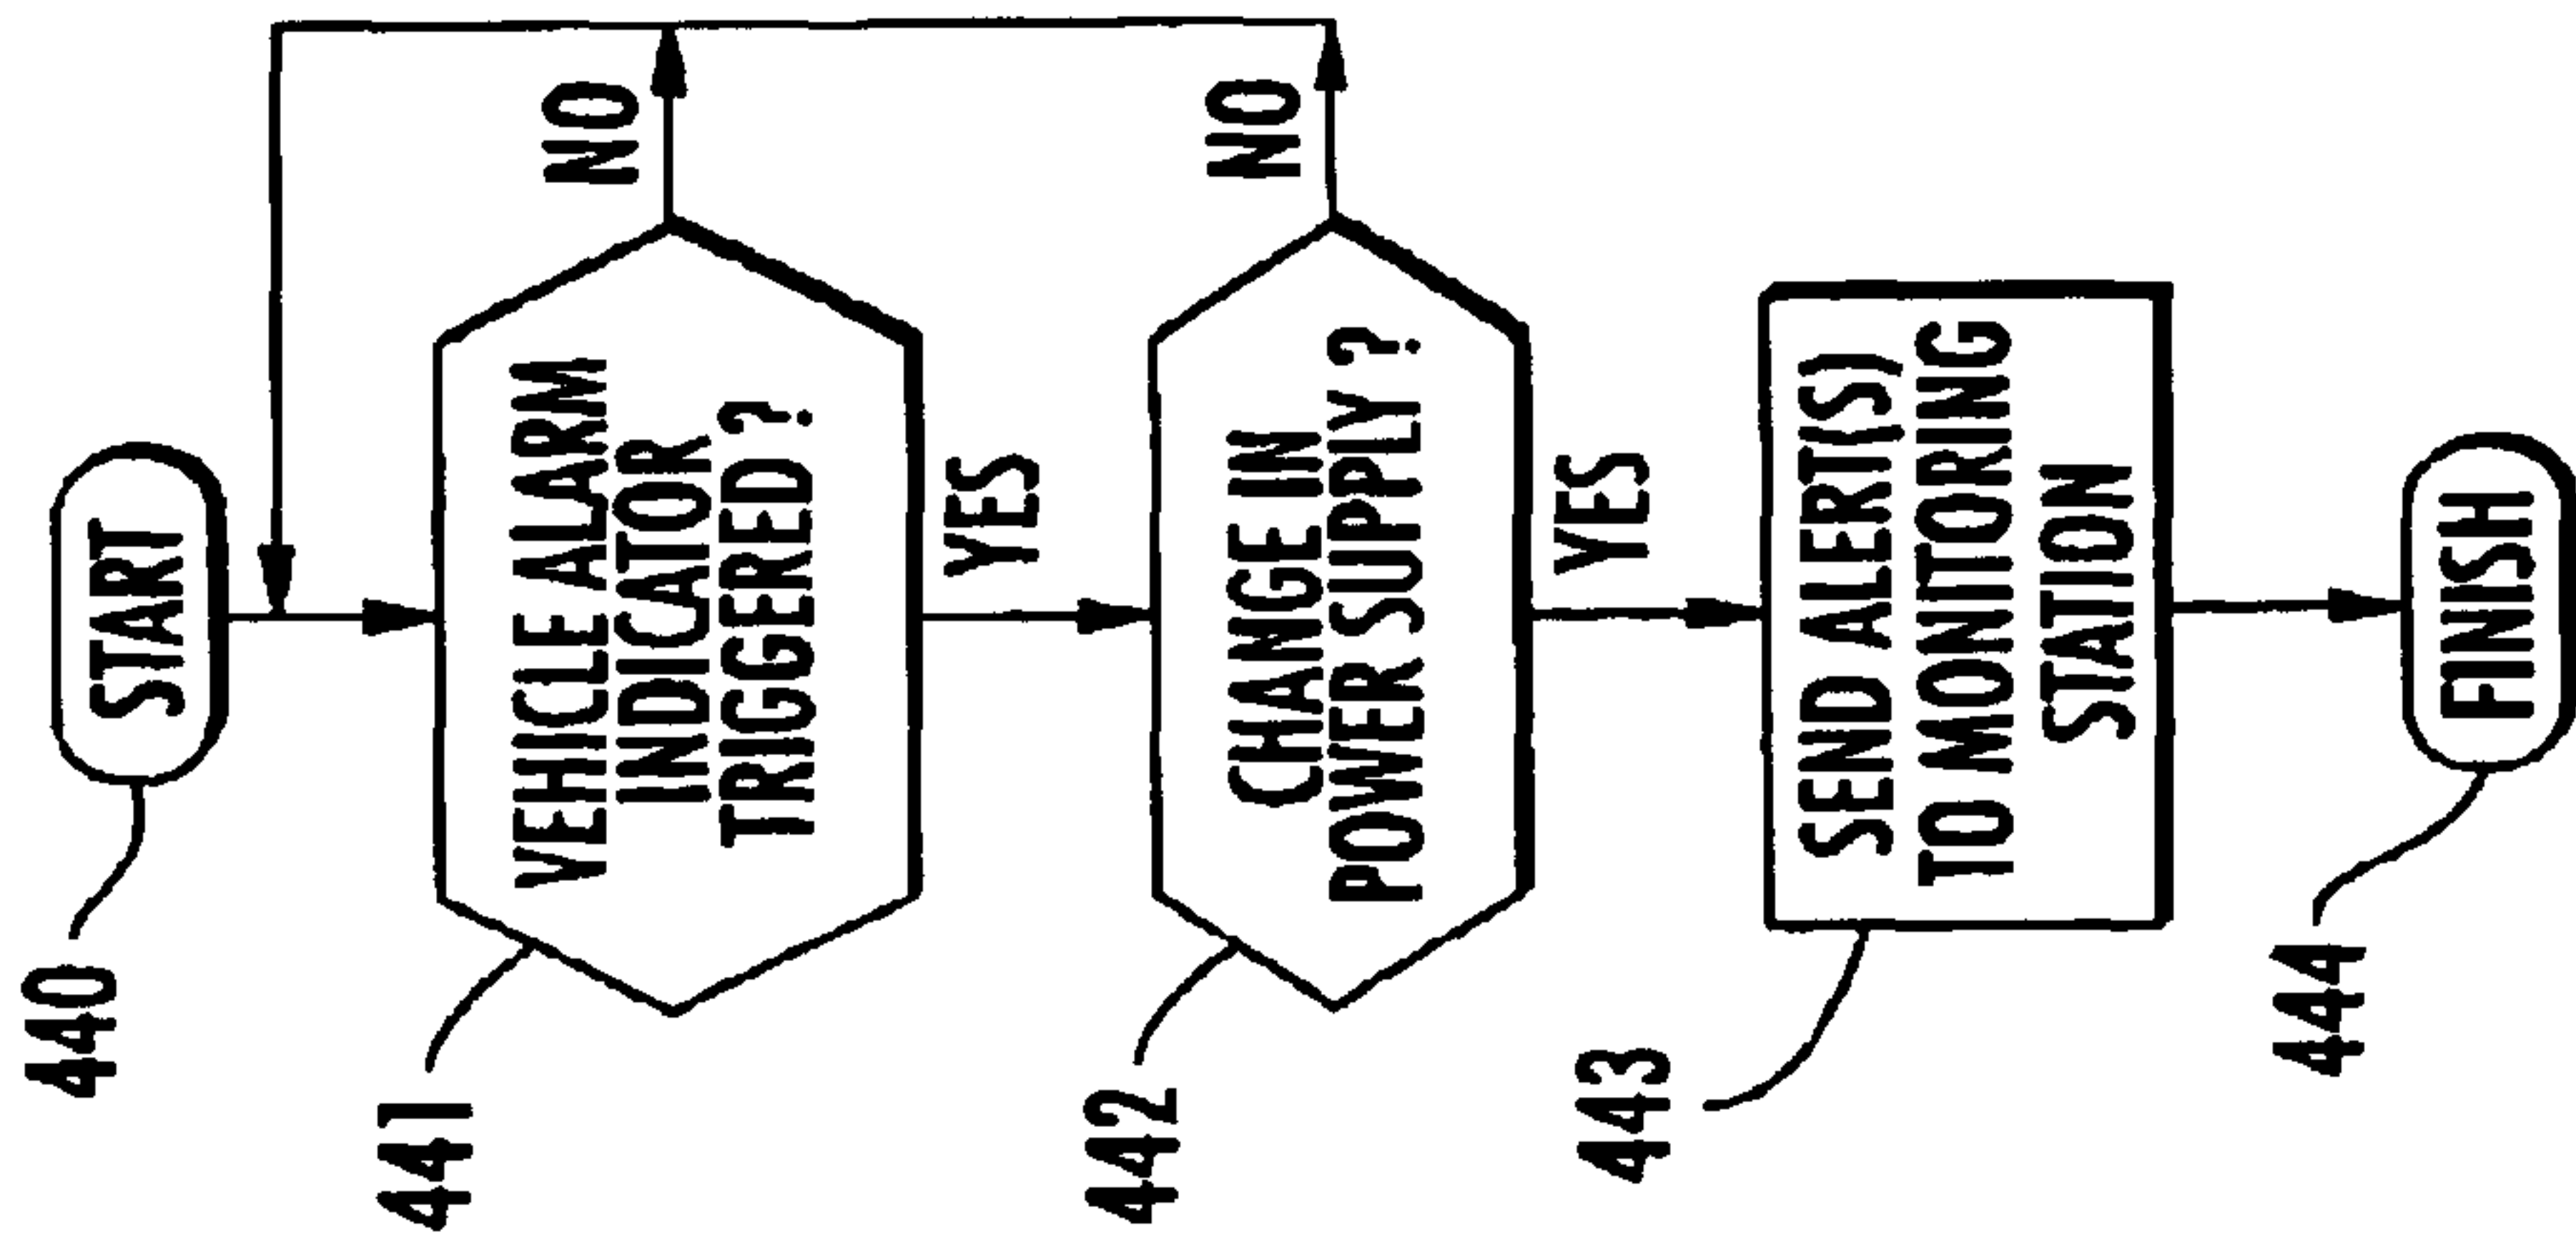 START
440
NO
VEHICLE ALARM
INDICATOR
TRIGGERED ?
441
YES
NO
CHANGE IN
POWER SUPPLY ?
442
YES
SEND ALERT(S)
TO MONITORING
STATION
443
FINISH
444